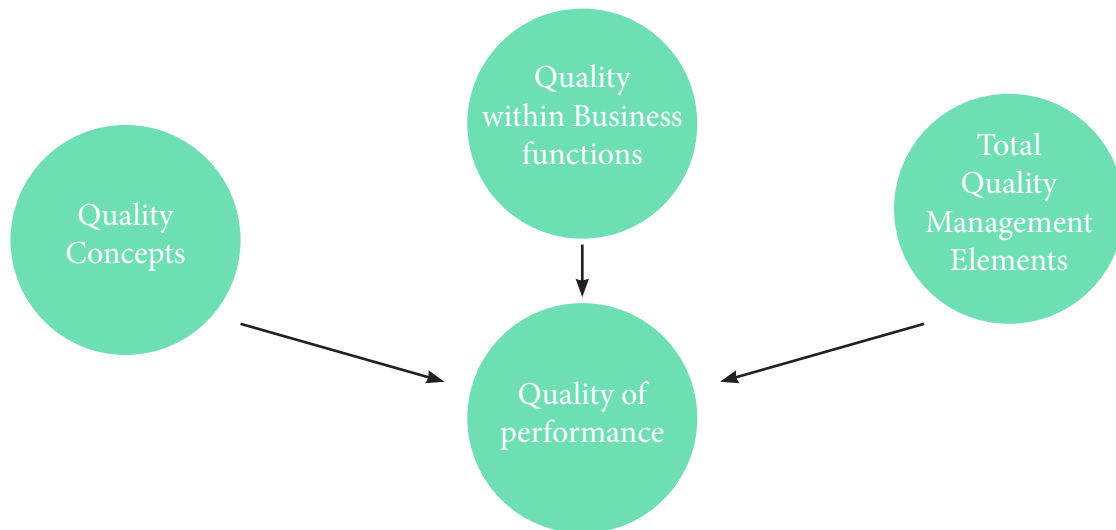 Quality
Concepts
Quality
within Business
functions
Total
Quality
Management
Elements
Quality of
performance